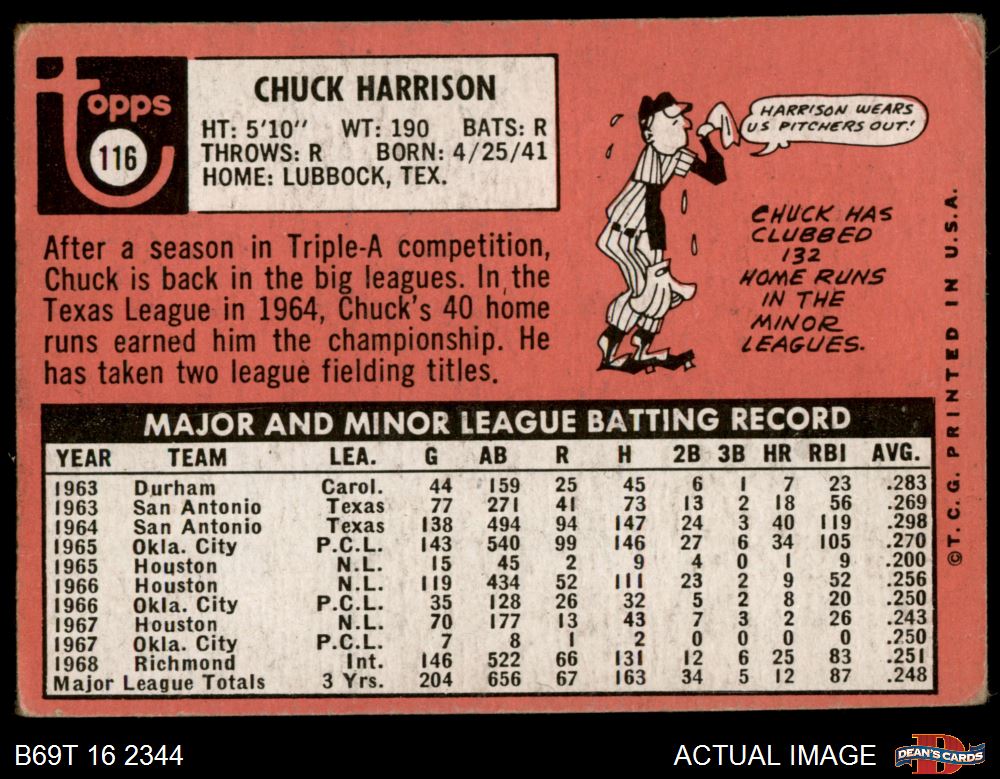 Topps
116
CHUCK HARRISON
HT: 5'10" WT: 190 BATS: R
THROWS: R BORN: 4/25/41
HOME: LUBBOCK, TEX.
After a season in Triple-A competition,
Chuck is back in the big leagues. In the
Texas League in 1964, Chuck's 40 home
runs earned him the championship. He
has taken two league fielding titles.
HARRISON WEARS
US PITCHERS OUT!
CHUCK HAS
CLUBBED
132
HOME RUNS
IN THE
MINOR
LEAGUES.
©T.C.G. PRINTED IN U.S.A.
MAJOR AND MINOR LEAGUE BATTING RECORD
YEAR TEAM LEA. G AB R H 2B 3B HR RBI AVG.
1963 Durham Carol. 44 159 25 45 6 1 7 23 .283
1963 San Antonio Texas 77 271 41 73 13 2 18 56 .269
1964 San Antonio Texas 138 494 94 147 24 3 40 119 .298
1965 Okla. City P.C.L. 143 540 99 146 27 6 34 105 .270
1965 Houston N.L. 15 45 2 9 4 0 1 9 .200
1966 Houston N.L. 119 434 52 111 23 2 9 52 .256
1966 Okla. City P.C.L. 35 128 26 32 5 2 8 20 .250
1967 Houston N.L. 70 177 13 43 7 3 2 26 .243
1967 Okla. City P.C.L. 7 8 1 2 0 0 0 0 .250
1968 Richmond Int. 146 522 66 131 12 6 25 83 .251
Major League Totals 3 Yrs. 204 656 67 163 34 5 12 87 .248
B69T 16 2344
ACTUAL IMAGE
DEAN'S CARDS